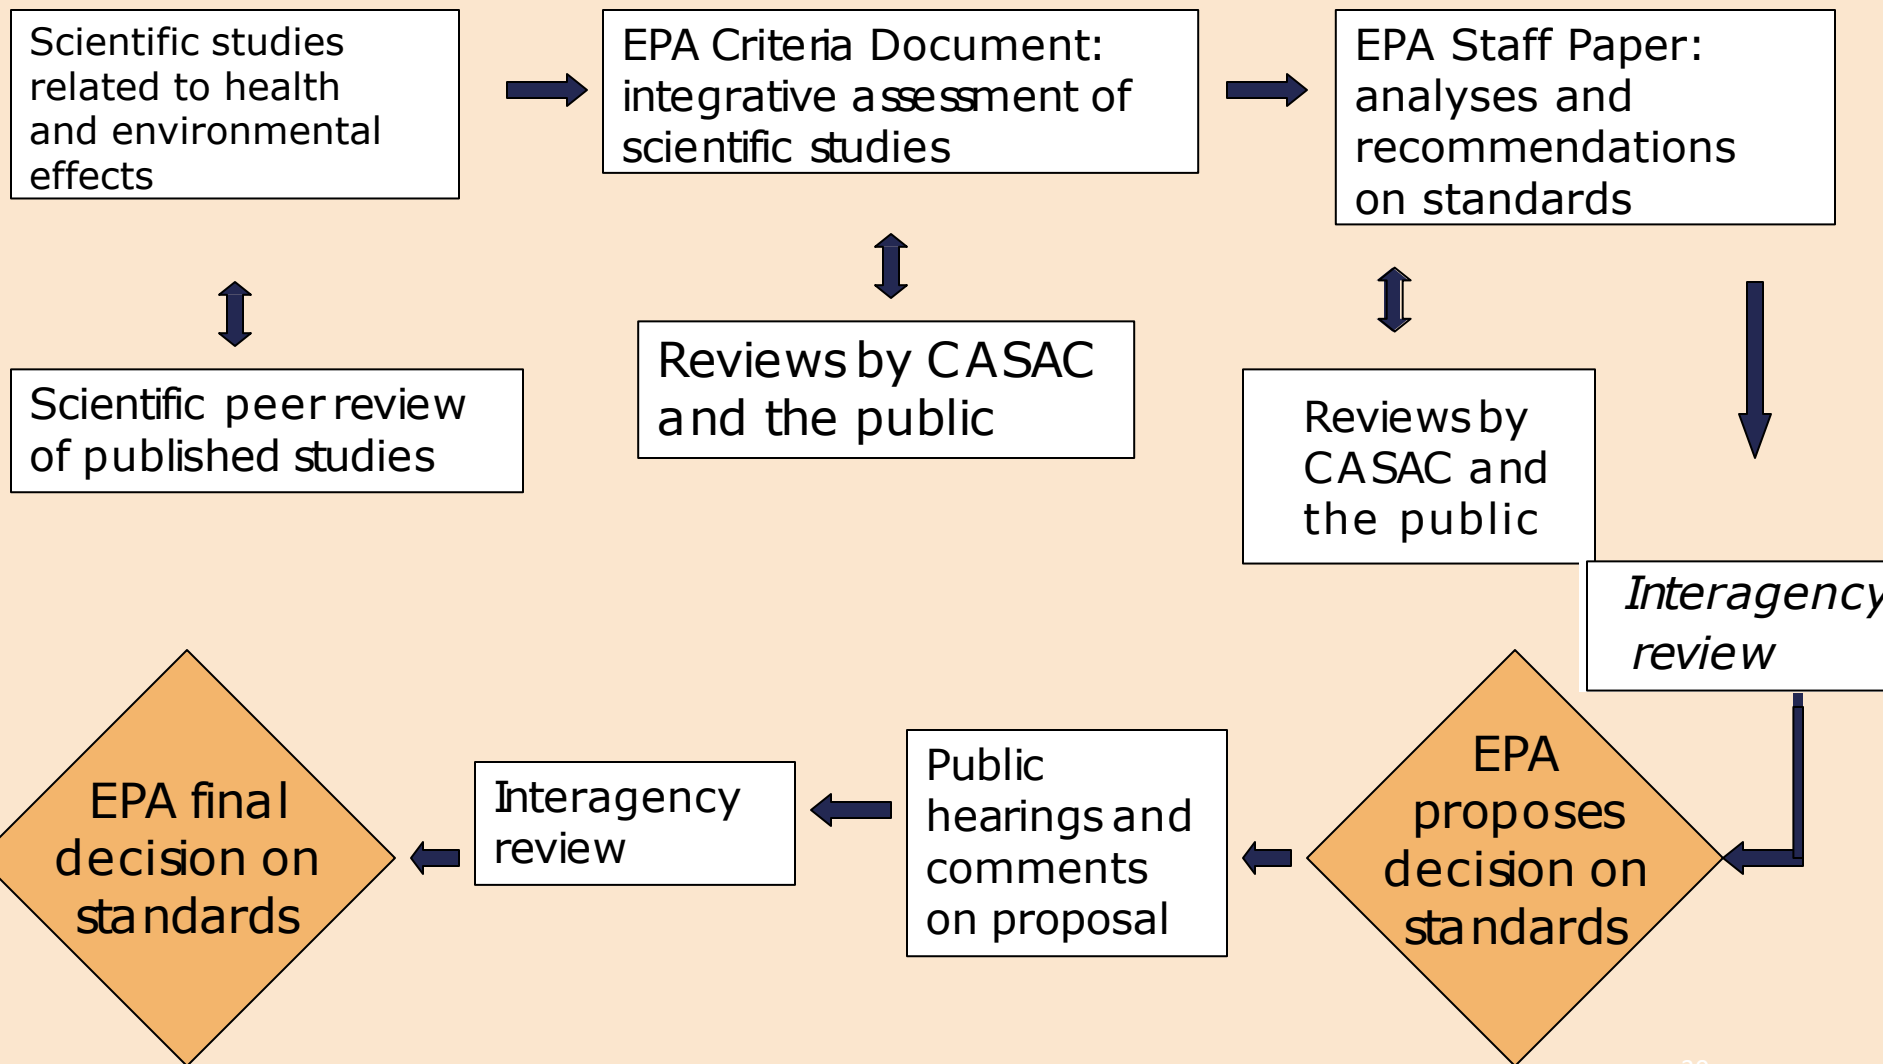 Scientific studies
related to health
and environmental
effects
EPA Criteria Document:
integrative assessment of
scientific studies
EPA Staff Paper:
analyses and
recommendations
on standards
Scientific peer review
of published studies
Reviews by CASAC
and the public
Reviews by
CASAC and
the public
Interagency
review
EPA
proposes
decision on
standards
Public
hearings and
comments
on proposal
Interagency
review
EPA final
decision on
standards